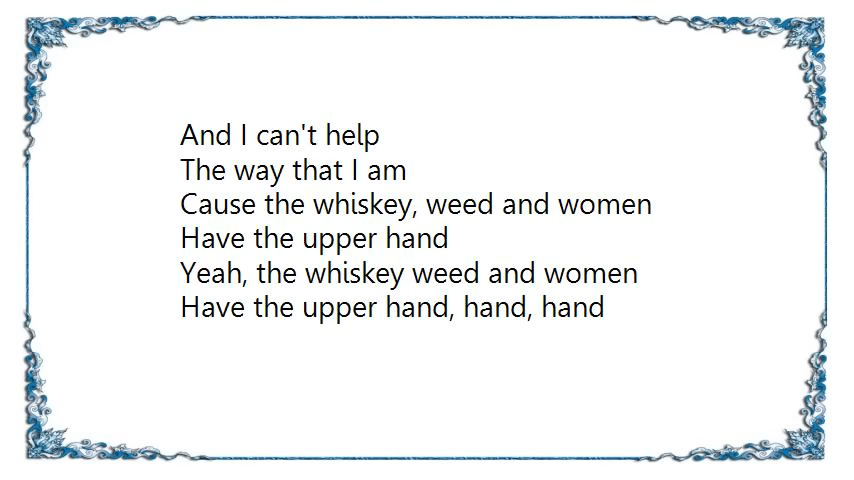 And I can't help
The way that I am
Cause the whiskey, weed and women
Have the upper hand
Yeah, the whiskey weed and women
Have the upper hand, hand, hand